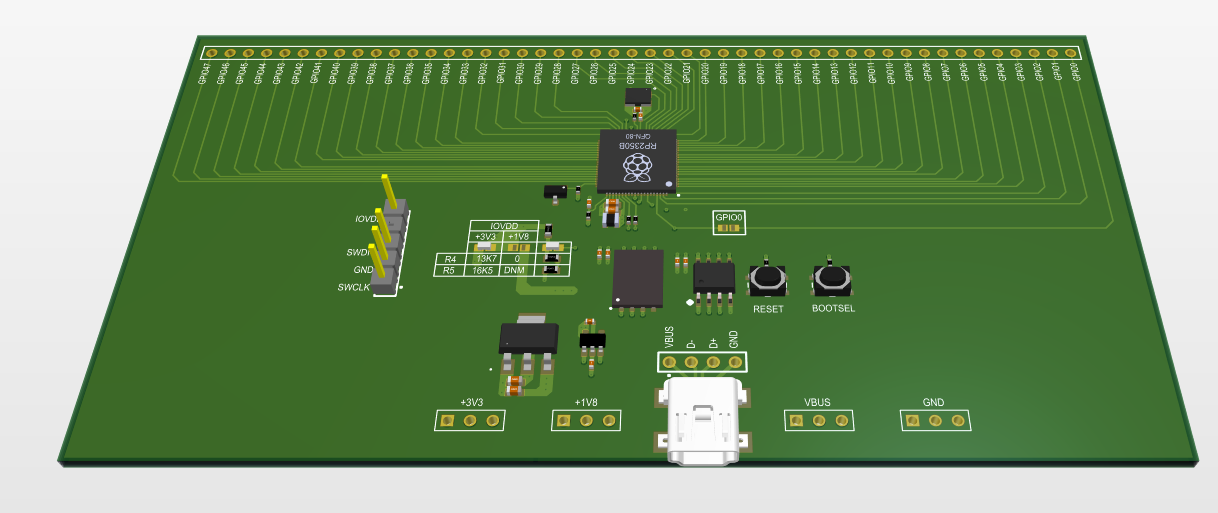 GPIO47 GPIO46 GPIO45 GPIO44 GPIO43 GPIO42 GPIO41 GPIO40 GPIO39 GPIO38 GPIO37 GPIO36 GPIO35 GPIO34 GPIO33 GPIO32 GPIO31 GPIO30 GPIO29 GPIO28 GPIO27 GPIO26 GPIO25 GPIO24 GPIO23 GPIO22 GPIO21 GPIO20 GPIO19 GPIO18 GPIO17 GPIO16 GPIO15 GPIO14 GPIO13 GPIO12 GPIO11 GPIO10 GPIO9 GPIO8 GPIO7 GPIO6 GPIO5 GPIO4 GPIO3 GPIO2 GPIO1 GPIO0
RP2350B
QFN-80
IOVD
SWDI
GND
SWCLK
IOVDD
+3V3 +1V8
R4 13K7 0
R5 16K5 DNM
GPIO0
RESET
BOOTSEL
VBUS D- D+ GND
+3V3
+1V8
VBUS
GND